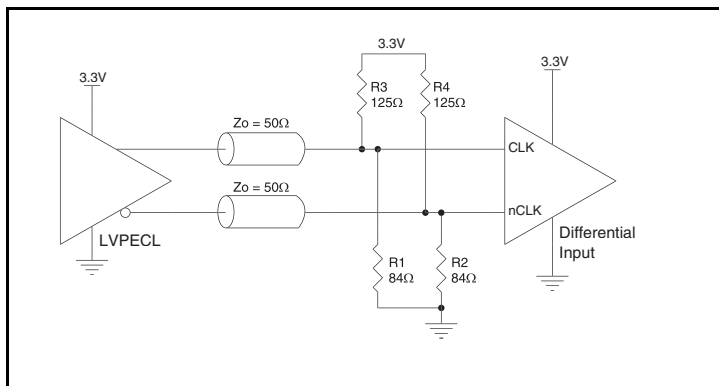 3.3V
3.3V
3.3V
R3
125Ω
R4
125Ω
Zo = 50Ω
CLK
Zo = 50Ω
nCLK
LVPECL
Differential
Input
R1
84Ω
R2
84Ω